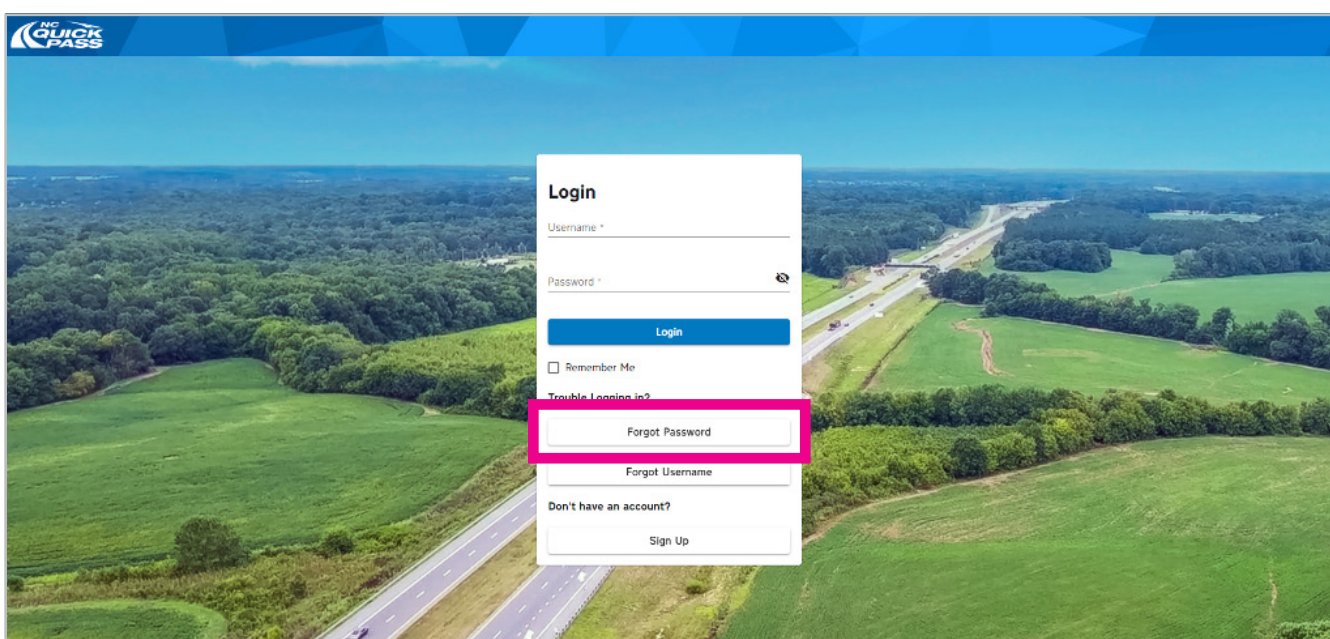 NC
QUICK
PASS
Login
Username *
Password *
Login
Remember Me
Trouble Logging in?
Forgot Password
Forgot Username
Don't have an account?
Sign Up